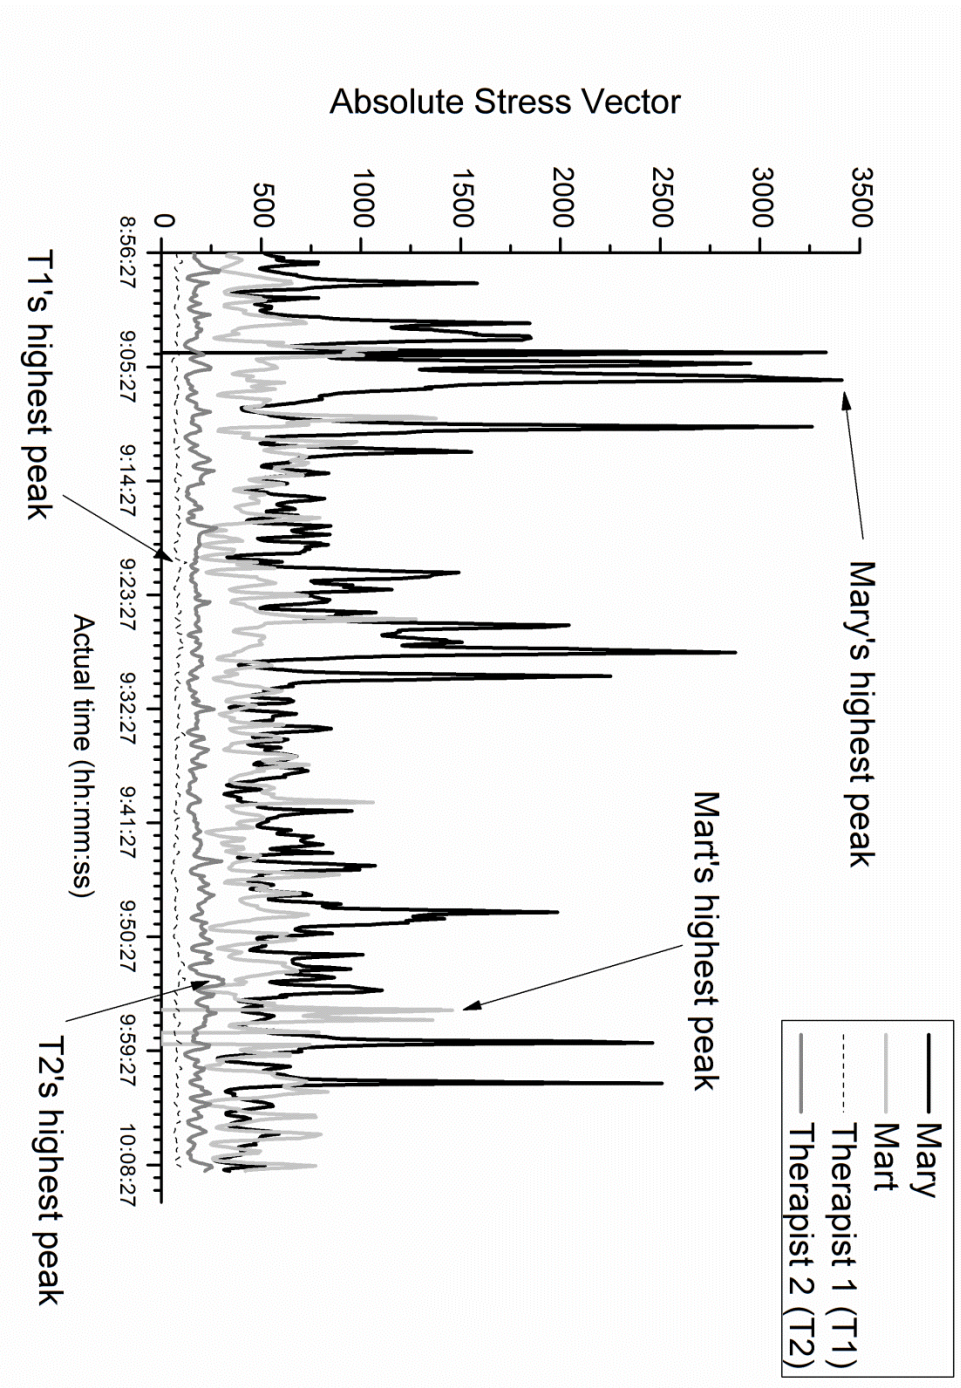 Absolute Stress Vector
3500
3000
2500
2000
1500
1000
500
0
8:56:27
9:05:27
9:14:27
9:23:27
9:32:27
9:41:27
9:50:27
9:59:27
10:08:27
Actual time (hh:mm:ss)
Mary's highest peak
Mart's highest peak
T1's highest peak
T2's highest peak
Mary
Mart
Therapist 1 (T1)
Therapist 2 (T2)